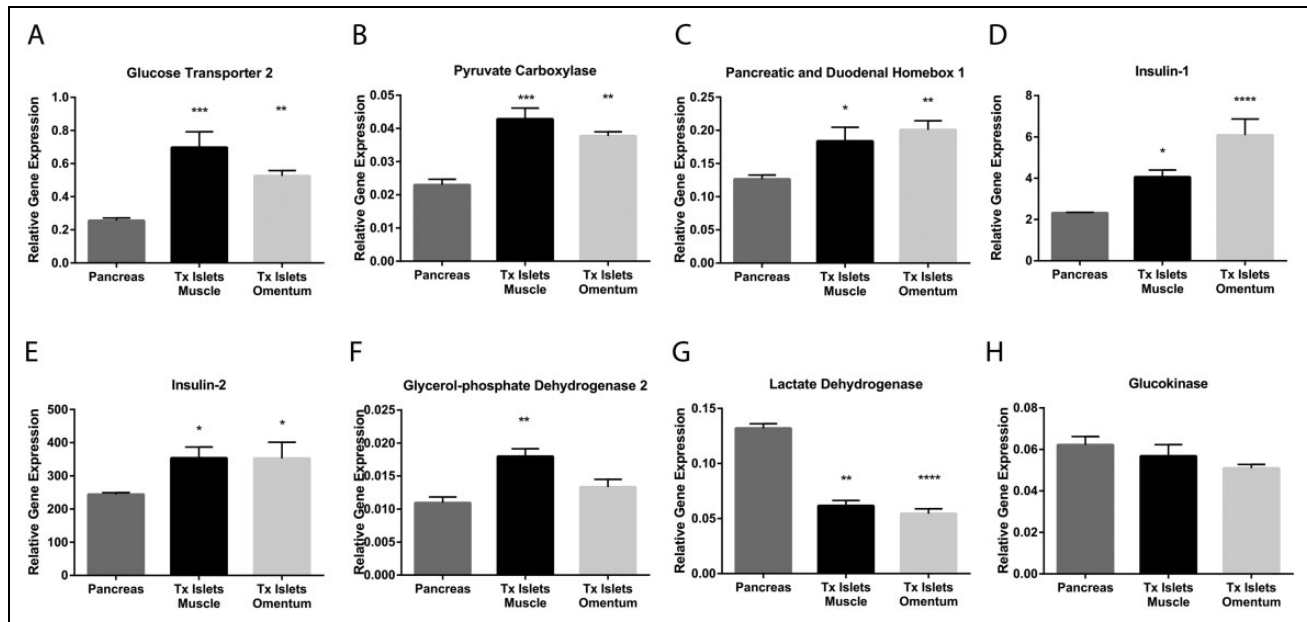 A
Glucose Transporter 2
Relative Gene Expression
1.0
0.8
0.6
0.4
0.2
0.0
***
**
Pancreas
Tx Islets
Muscle
Tx Islets
Omentum
B
Pyruvate Carboxylase
Relative Gene Expression
0.05
0.04
0.03
0.02
0.01
0.00
***
**
Pancreas
Tx Islets
Muscle
Tx Islets
Omentum
C
Pancreatic and Duodenal Homebox 1
Relative Gene Expression
0.25
0.20
0.15
0.10
0.05
0.00
*
**
Pancreas
Tx Islets
Muscle
Tx Islets
Omentum
D
Insulin-1
Relative Gene Expression
8
6
4
2
0
*
****
Pancreas
Tx Islets
Muscle
Tx Islets
Omentum
E
Insulin-2
Relative Gene Expression
500
400
300
200
100
0
*
*
Pancreas
Tx Islets
Muscle
Tx Islets
Omentum
F
Glycerol-phosphate Dehydrogenase 2
Relative Gene Expression
0.025
0.020
0.015
0.010
0.005
0.000
**
Pancreas
Tx Islets
Muscle
Tx Islets
Omentum
G
Lactate Dehydrogenase
Relative Gene Expression
0.15
0.10
0.05
0.00
**
****
Pancreas
Tx Islets
Muscle
Tx Islets
Omentum
H
Glucokinase
Relative Gene Expression
0.08
0.06
0.04
0.02
0.00
Pancreas
Tx Islets
Muscle
Tx Islets
Omentum